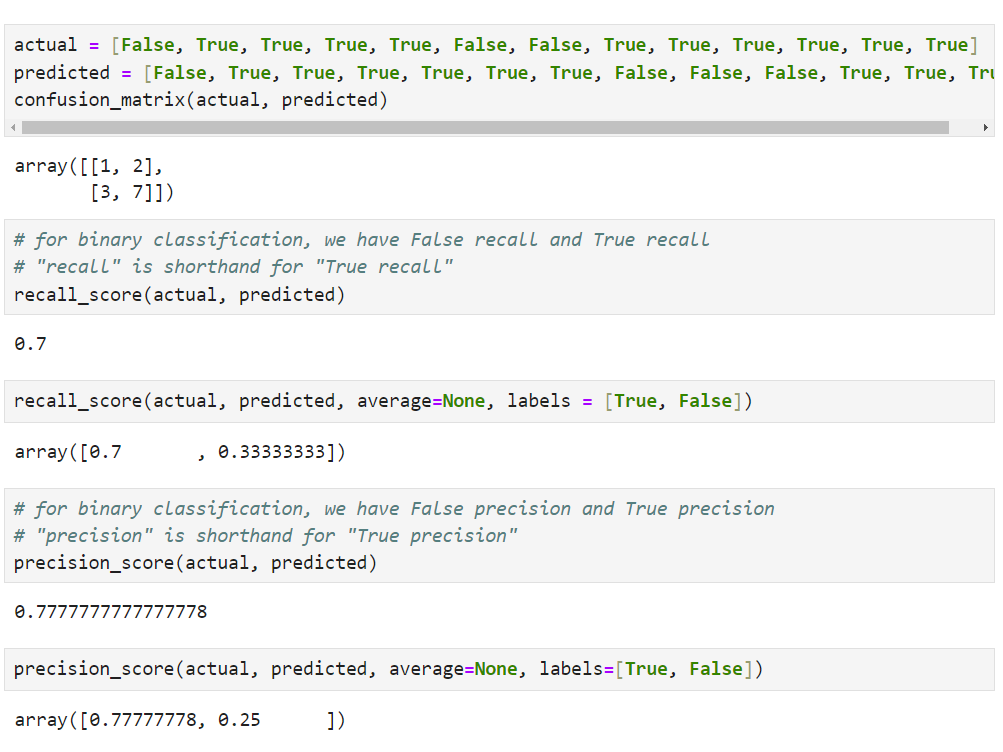 actual = [False, True, True, True, True, False, False, True, True, True, True, True, True]
predicted = [False, True, True, True, True, True, True, False, False, False, True, True,
confusion_matrix(actual, predicted)
array([[1, 2],
       [3, 7]])
# for binary classification, we have False recall and True recall
# "recall" is shorthand for "True recall"
recall_score(actual, predicted)
0.7
recall_score(actual, predicted, average=None, labels = [True, False])
array([0.7       , 0.33333333])
# for binary classification, we have False precision and True precision
# "precision" is shorthand for "True precision"
precision_score(actual, predicted)
0.7777777777777778
precision_score(actual, predicted, average=None, labels=[True, False])
array([0.77777778, 0.25      ])